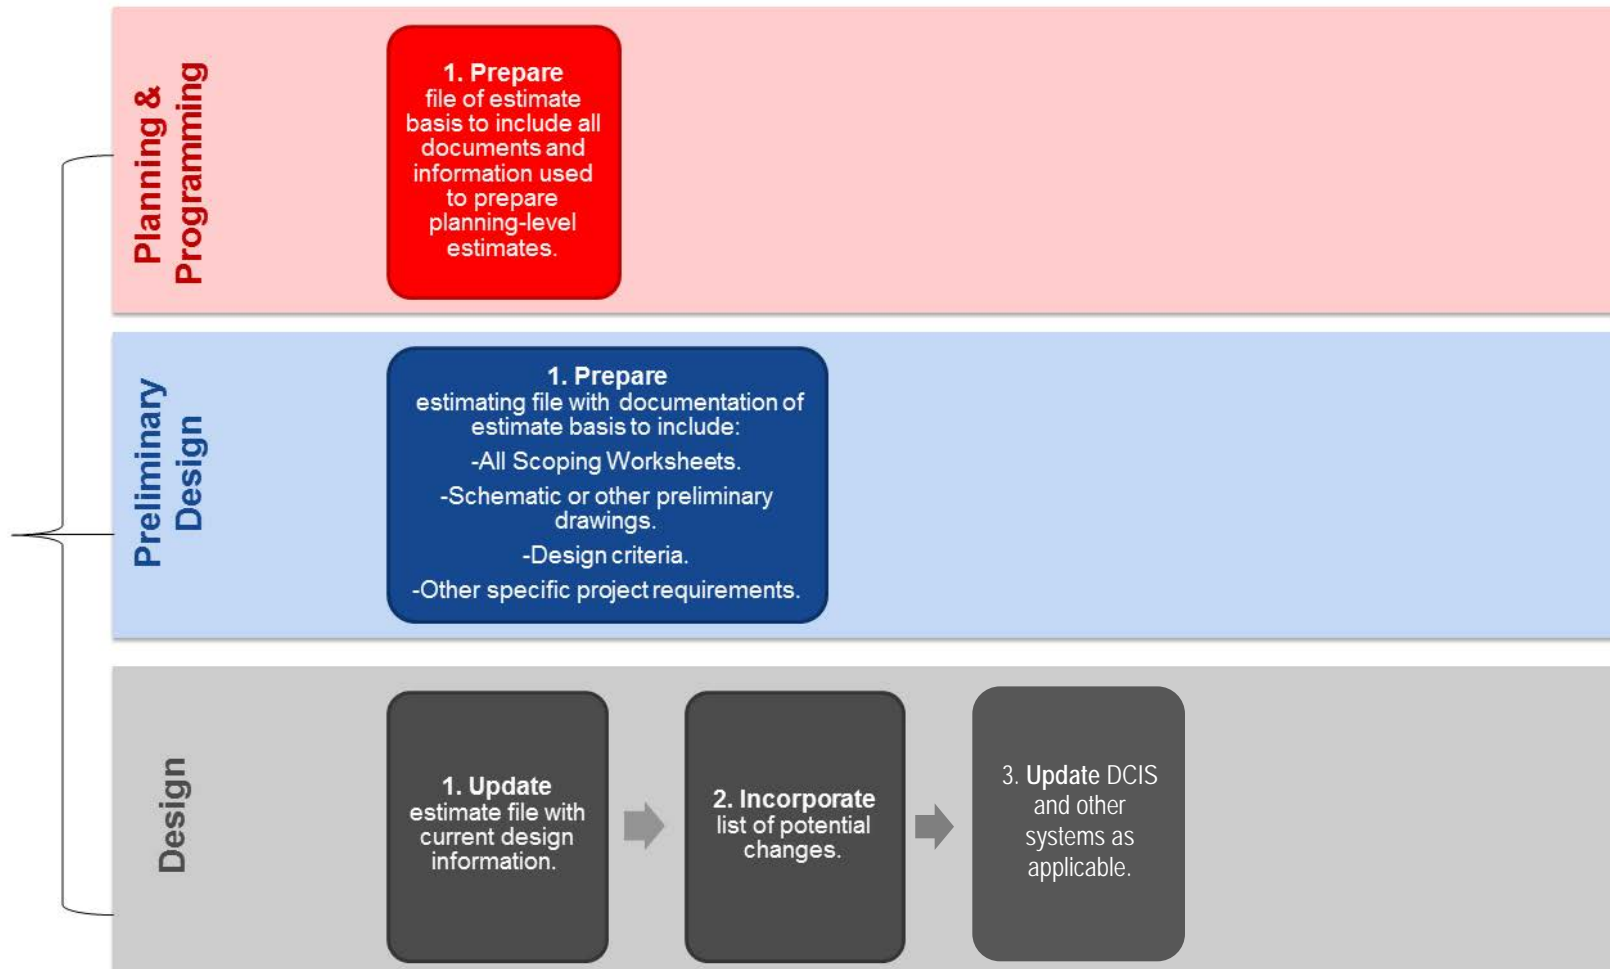 Planning &
Programming
1. Prepare
file of estimate
basis to include all
documents and
information used
to prepare
planning-level
estimates.
Preliminary
Design
1. Prepare
estimating file with documentation of
estimate basis to include:
-All Scoping Worksheets.
-Schematic or other preliminary
drawings.
-Design criteria.
-Other specific project requirements.
Design
1. Update
estimate file with
current design
information.
2. Incorporate
list of potential
changes.
3. Update DCIS
and other
systems as
applicable.